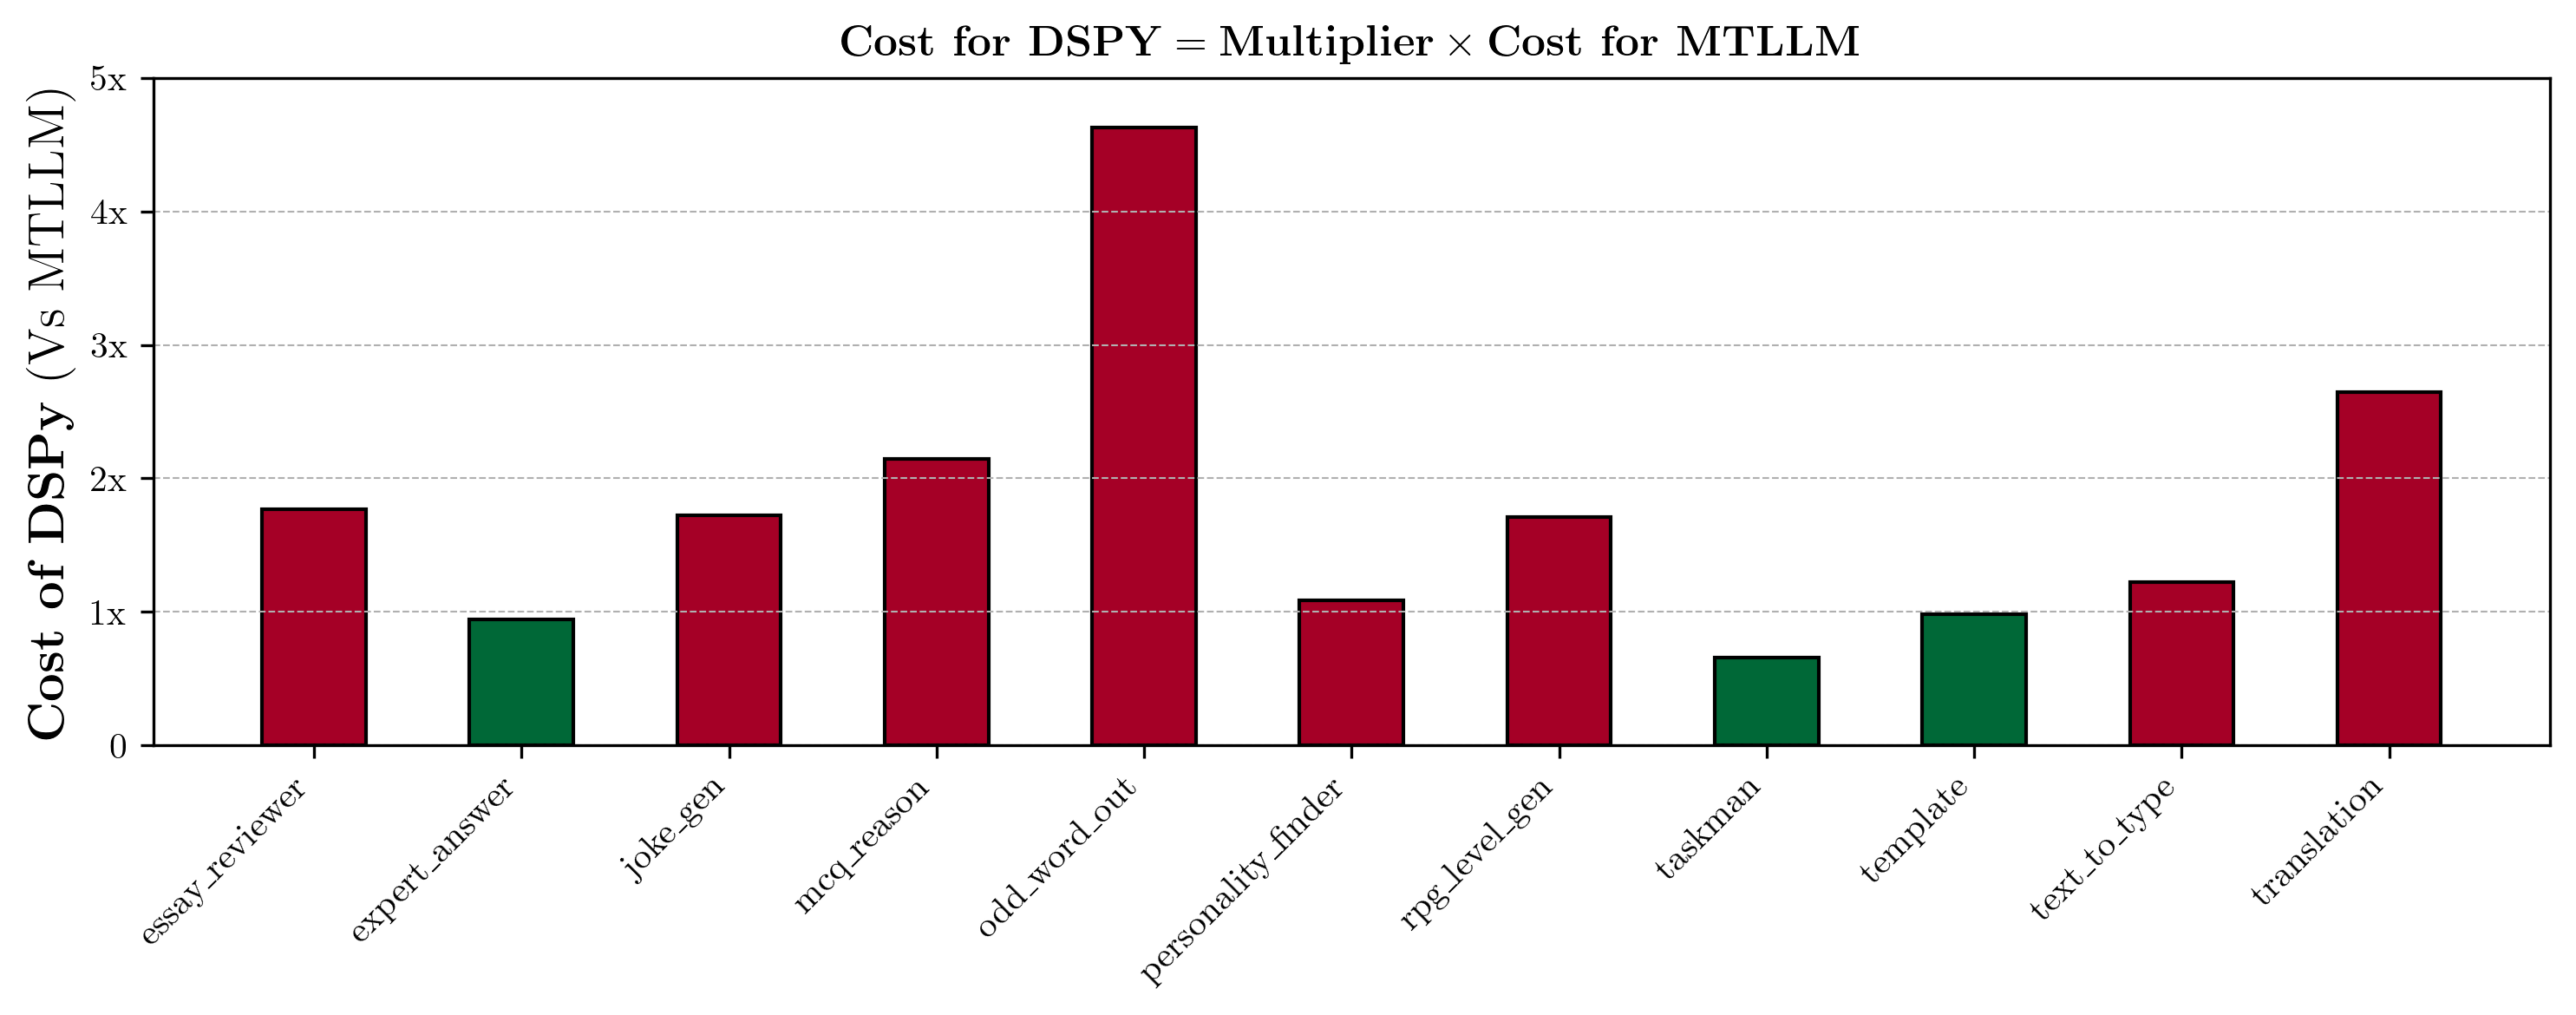 Cost for DSPY = Multiplier × Cost for MTLLM
Cost of DSPy (Vs MTLLM)
5x
4x
3x
2x
1x
0
essay_reviewer
expert_answer
joke_gen
mcq_reason
odd_word_out
personality_finder
rpg_level_gen
taskman
template
text_to_type
translation